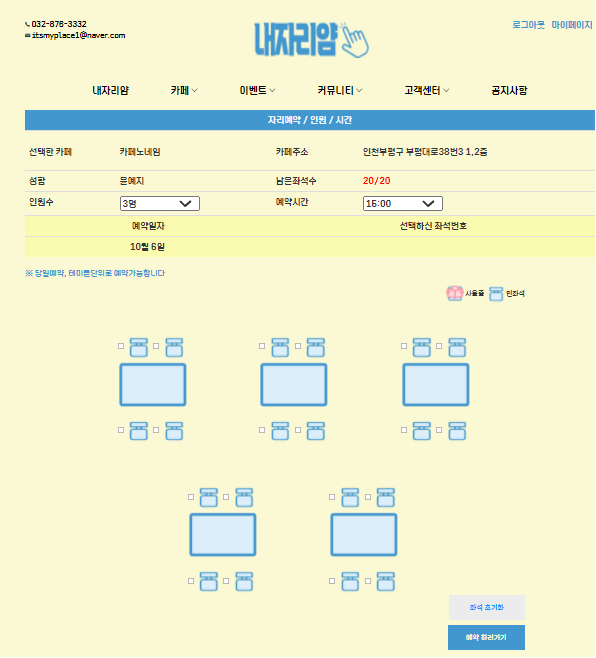 032-876-3332
로그아웃 마이페이지
itsmyplace1@naver.com
내자리얌
내자리얌 카페 이벤트 커뮤니티 고객센터 공지사항
자리예약 / 인원 / 시간
선택한 카페 카페노네임 카페주소 인천부평구 부평대로38번3 1,2층
성함 윤예지 남은좌석수 20/20
인원수 3명 예약시간 15:00
예약일자 선택하신 좌석번호
10월 6일
※ 당일예약, 테이블단위로 예약가능합니다
사용중 빈좌석
좌석 초기화
예약 하러가기